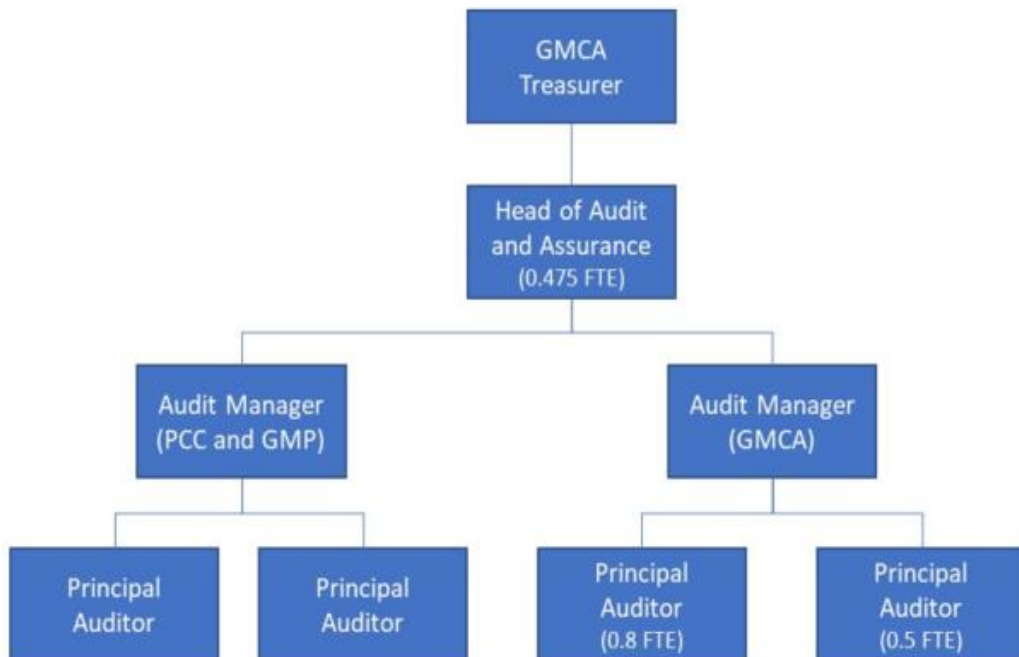 GMCA
Treasurer
Head of Audit
and Assurance
(0.475 FTE)
Audit Manager
(PCC and GMP)
Audit Manager
(GMCA)
Principal
Auditor
Principal
Auditor
Principal
Auditor
(0.8 FTE)
Principal
Auditor
(0.5 FTE)